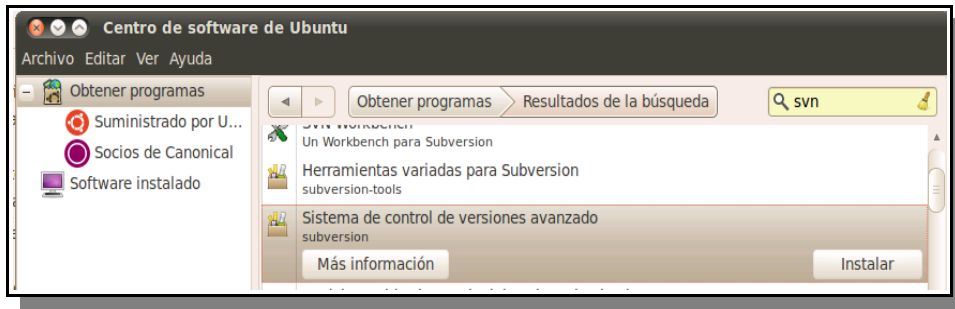 Centro de software de Ubuntu
Archivo Editar Ver Ayuda
Obtener programas
Suministrado por U...
Socios de Canonical
Software instalado
Obtener programas Resultados de la búsqueda svn
SVN Workbench
Un Workbench para Subversion
Herramientas variadas para Subversion
subversion-tools
Sistema de control de versiones avanzado
subversion
Más información Instalar